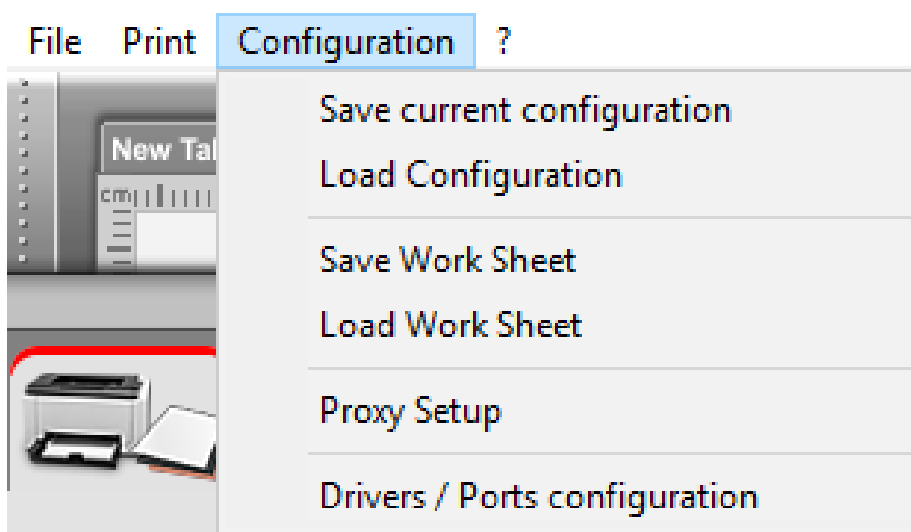 File Print Configuration ?
Save current configuration
New Ta
Load Configuration
cm
Save Work Sheet
Load Work Sheet
Proxy Setup
Drivers / Ports configuration